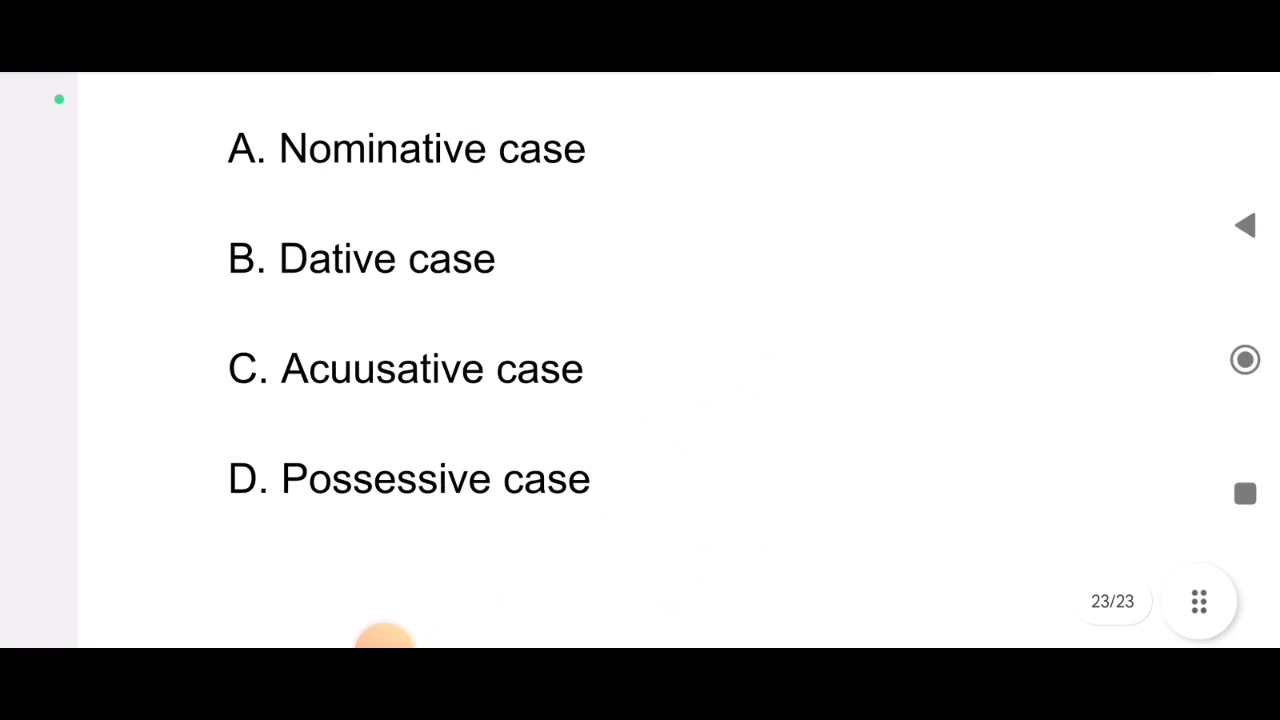 A. Nominative case
B. Dative case
C. Acuusative case
D. Possessive case
23/23